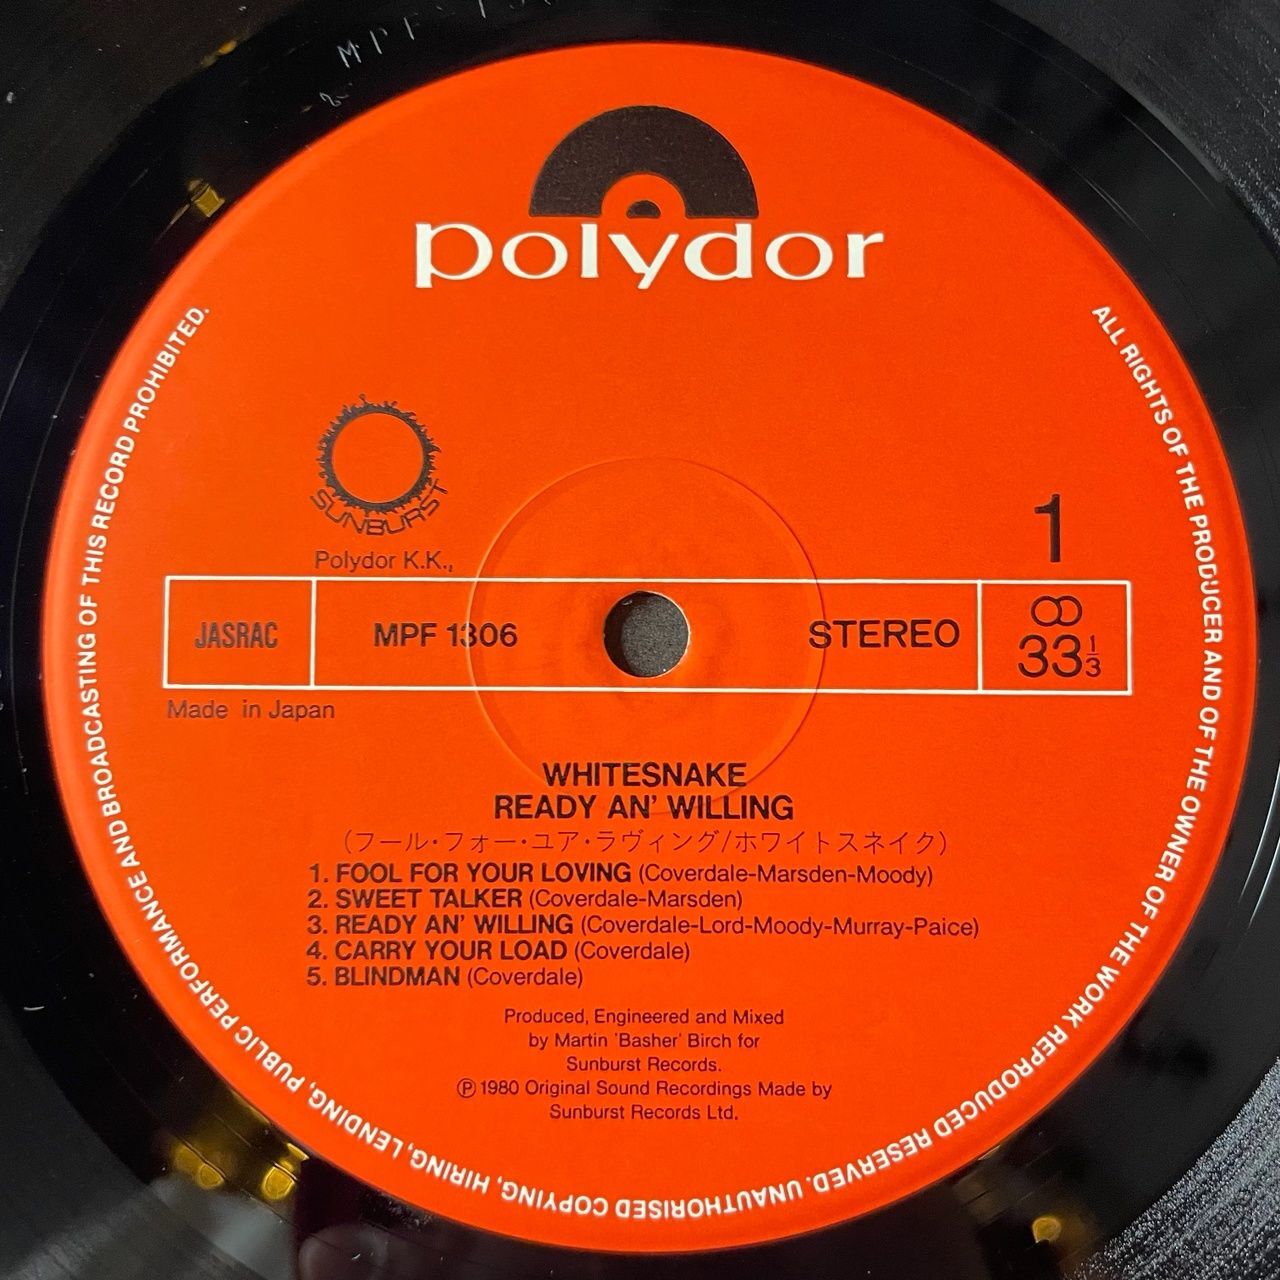 MPF
polydor
SUNBURST
Polydor K.K.,
1
JASRAC
MPF 1306
STEREO
33 1/3
Made in Japan
WHITESNAKE
READY AN' WILLING
(フール・フォー・ユア・ラヴィング/ホワイトスネイク)
1. FOOL FOR YOUR LOVING (Coverdale-Marsden-Moody)
2. SWEET TALKER (Coverdale-Marsden)
3. READY AN' WILLING (Coverdale-Lord-Moody-Murray-Paice)
4. CARRY YOUR LOAD (Coverdale)
5. BLINDMAN (Coverdale)
Produced, Engineered and Mixed
by Martin 'Basher' Birch for
Sunburst Records.
Ⓟ 1980 Original Sound Recordings Made by
Sunburst Records Ltd.
ALL RIGHTS OF THE PRODUCER AND OF THE OWNER OF THE WORK REPRODUCED RESERVED. UNAUTHORISED COPYING, HIRING, LENDING, PUBLIC PERFORMANCE AND BROADCASTING OF THIS RECORD PROHIBITED.